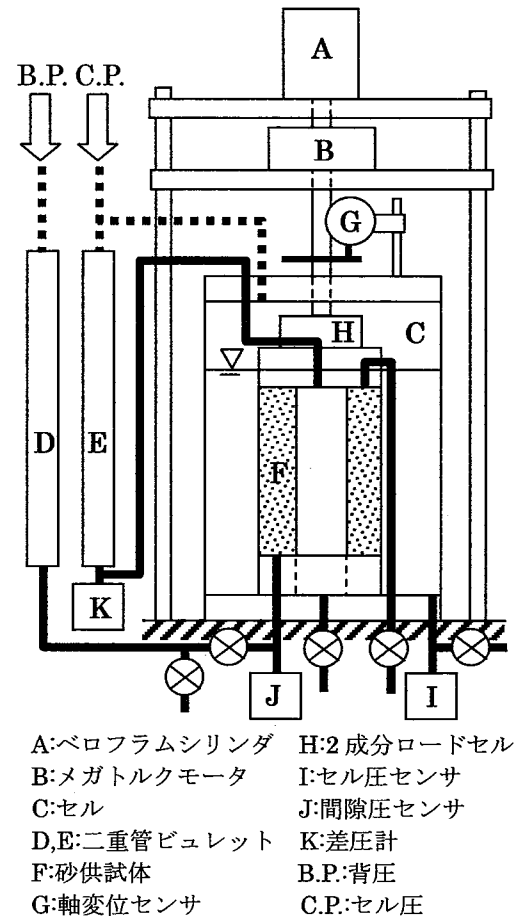 B.P. C.P.
A
B
G
H
C
D
E
F
K
J
I
A:ベロフラムシリンダ H:2成分ロードセル
B:メガトルクモータ I:セル圧センサ
C:セル J:間隙圧センサ
D,E:二重管ビュレット K:差圧計
F:砂供試体 B.P.:背圧
G:軸変位センサ C.P.:セル圧